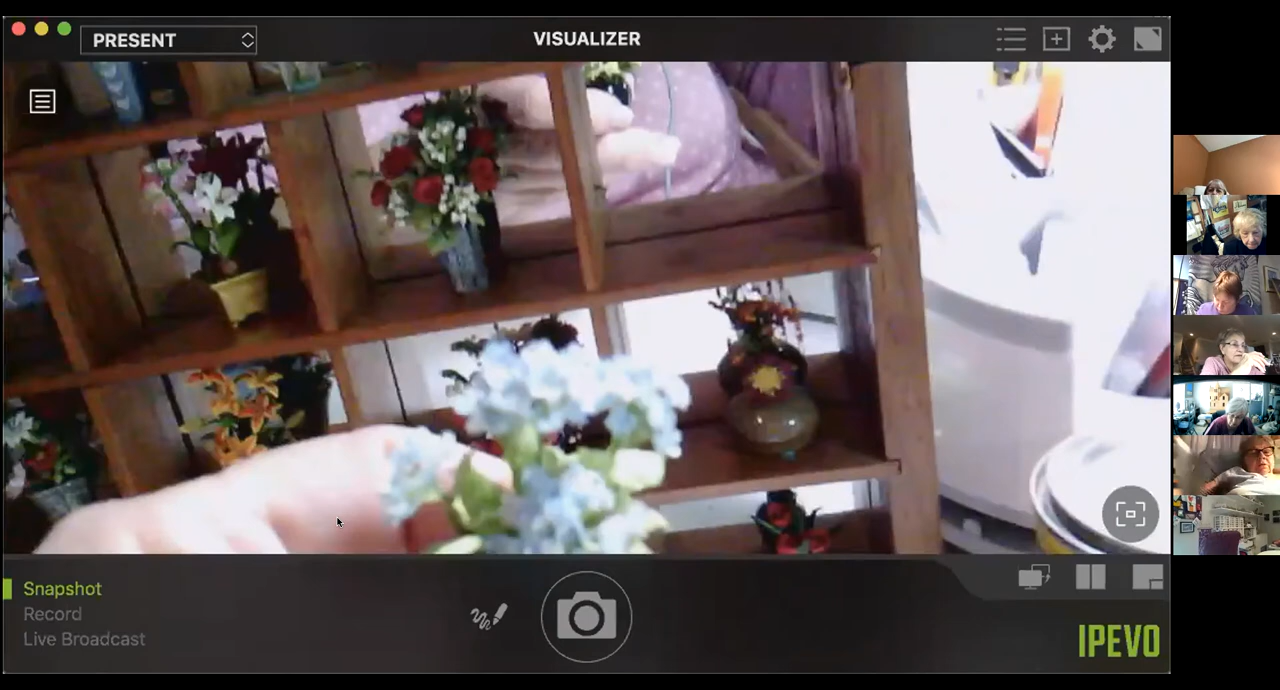 PRESENT
VISUALIZER
Snapshot
Record
Live Broadcast
IPEVO